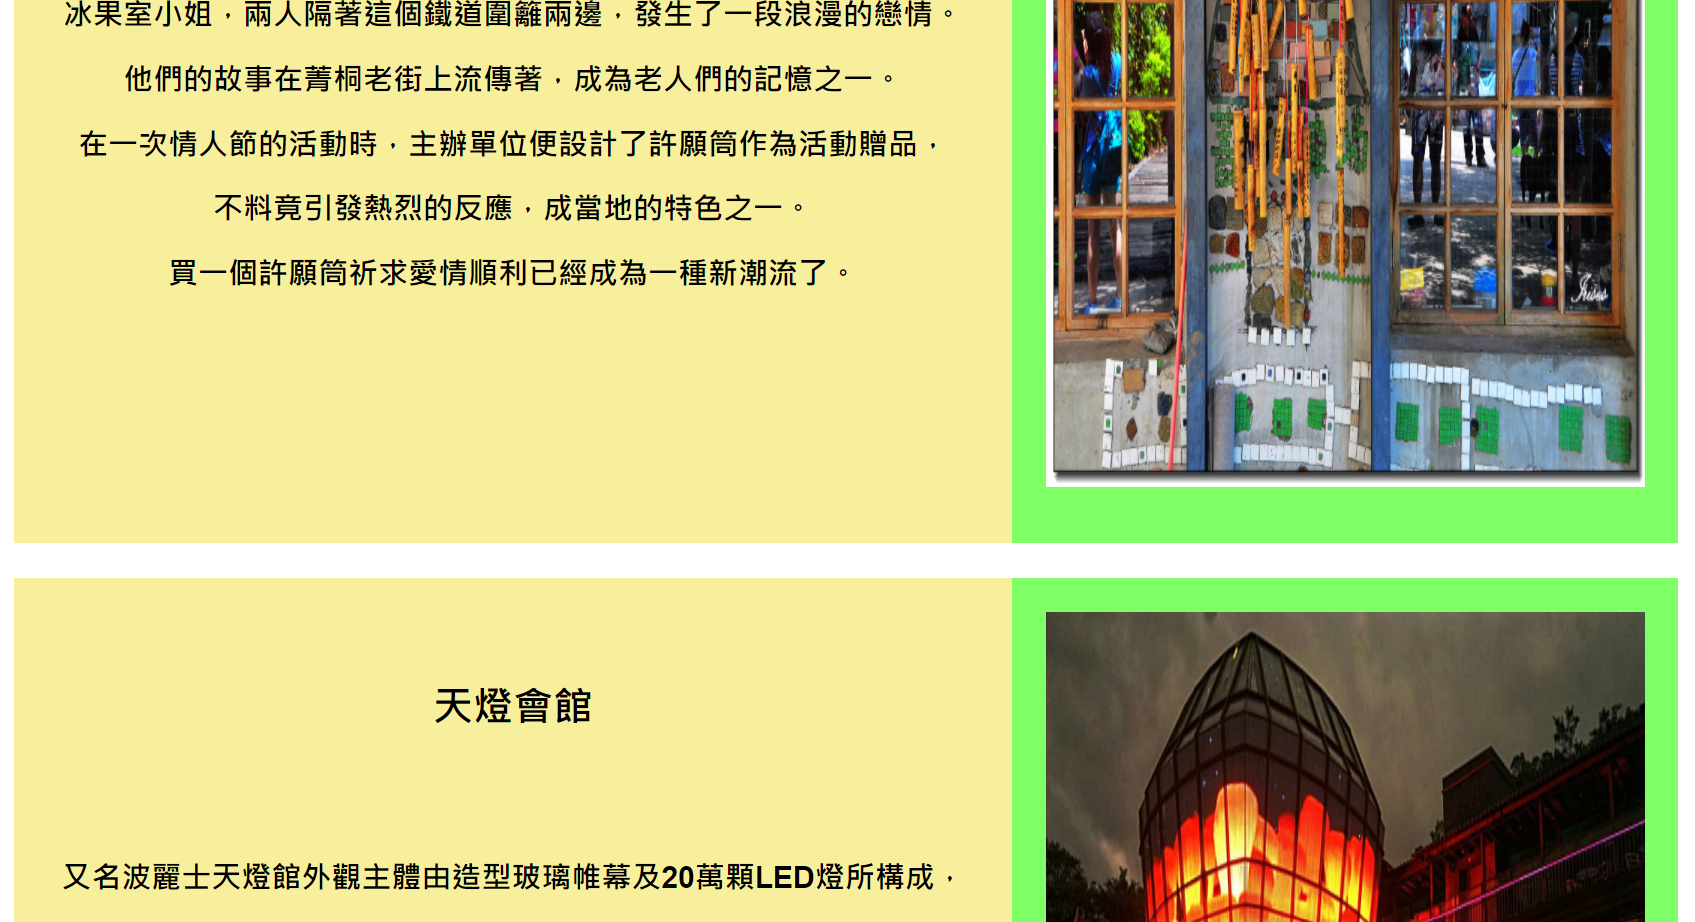 冰果室小姐，兩人隔著這個鐵道圍籬兩邊，發生了一段浪漫的戀情。
他們的故事在菁桐老街上流傳著，成為老人們的記憶之一。
在一次情人節的活動時，主辦單位便設計了許願筒作為活動贈品，
不料竟引發熱烈的反應，成當地的特色之一。
買一個許願筒祈求愛情順利已經成為一種新潮流了。
天燈會館
又名波麗士天燈館外觀主體由造型玻璃帷幕及20萬顆LED燈所構成，